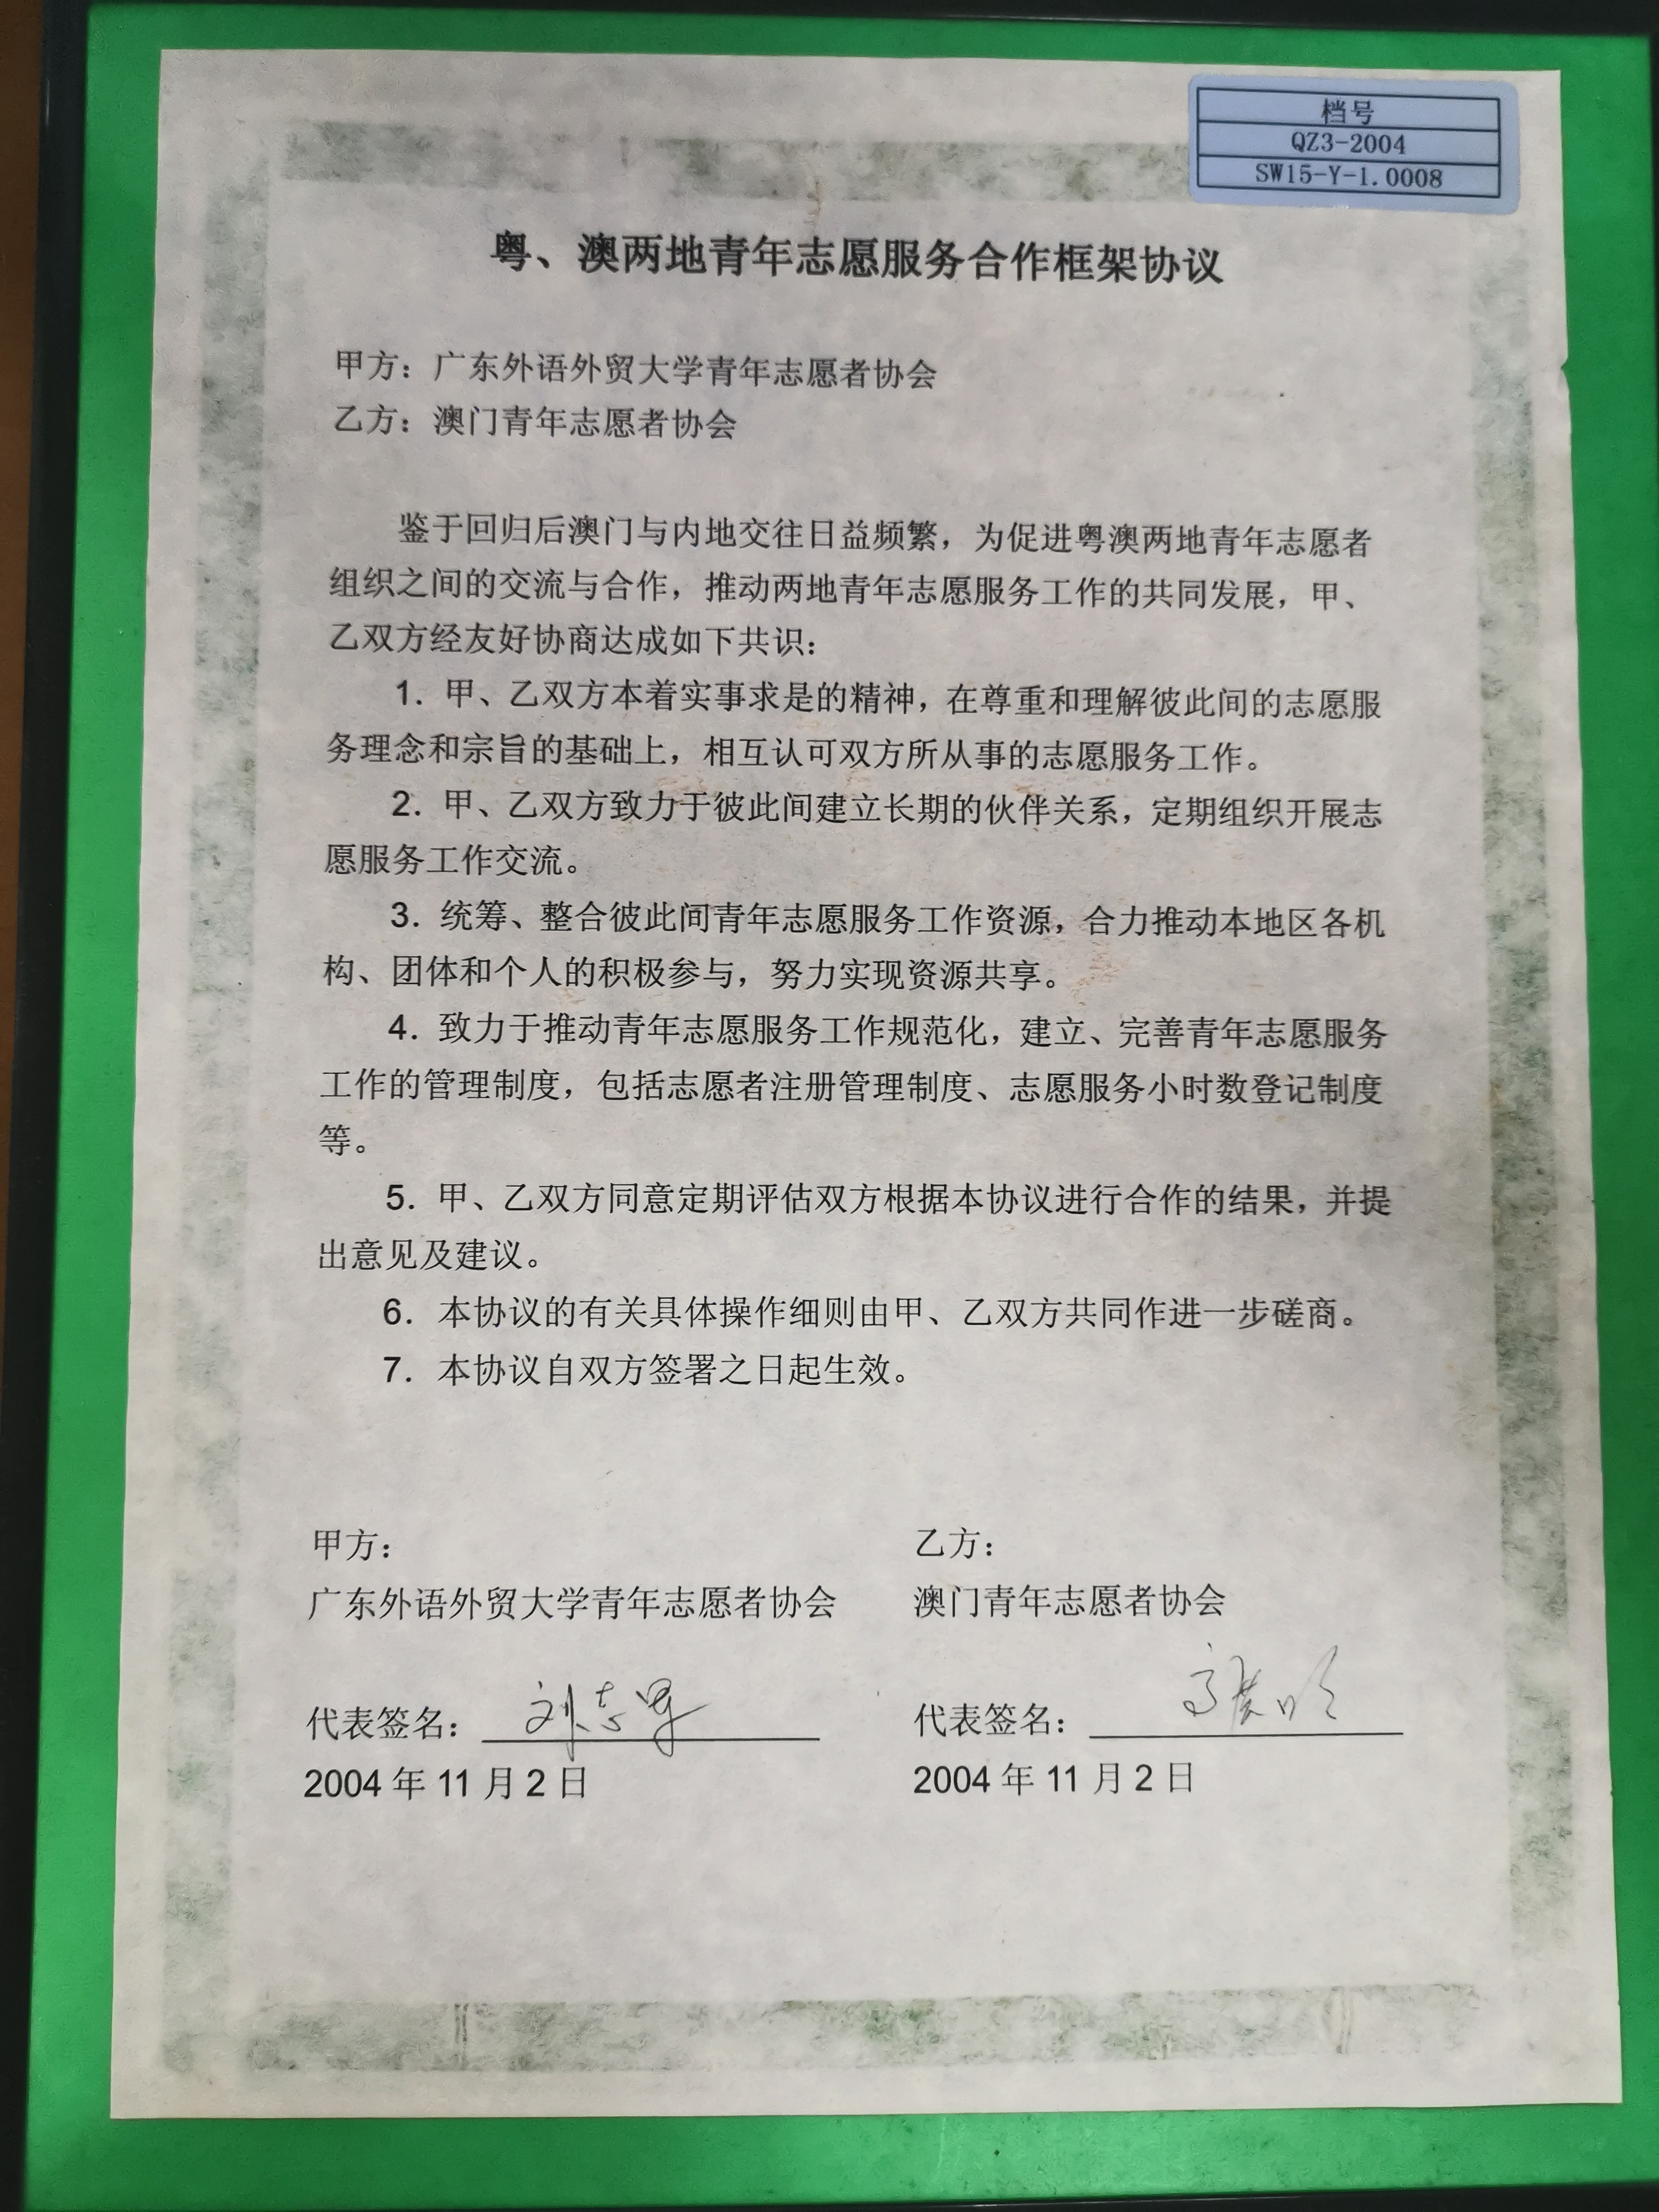 档号
QZ3-2004
SW15-Y-1.0008
粤、澳两地青年志愿服务合作框架协议
甲方：广东外语外贸大学青年志愿者协会
乙方：澳门青年志愿者协会
鉴于回归后澳门与内地交往日益频繁，为促进粤澳两地青年志愿者
组织之间的交流与合作，推动两地青年志愿服务工作的共同发展，甲、
乙双方经友好协商达成如下共识：
1. 甲、乙双方本着实事求是的精神，在尊重和理解彼此间的志愿服
务理念和宗旨的基础上，相互认可双方所从事的志愿服务工作。
2. 甲、乙双方致力于彼此间建立长期的伙伴关系，定期组织开展志
愿服务工作交流。
3. 统筹、整合彼此间青年志愿服务工作资源，合力推动本地区各机
构、团体和个人的积极参与，努力实现资源共享。
4. 致力于推动青年志愿服务工作规范化，建立、完善青年志愿服务
工作的管理制度，包括志愿者注册管理制度、志愿服务小时数登记制度
等。
5. 甲、乙双方同意定期评估双方根据本协议进行合作的结果，并提
出意见及建议。
6. 本协议的有关具体操作细则由甲、乙双方共同作进一步磋商。
7. 本协议自双方签署之日起生效。
甲方：
广东外语外贸大学青年志愿者协会
代表签名：
2004 年 11 月 2 日
乙方：
澳门青年志愿者协会
代表签名：
2004 年 11 月 2 日